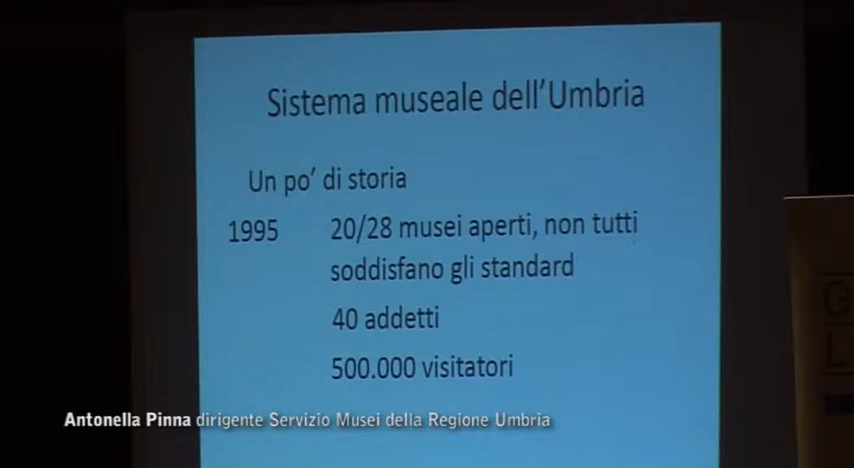 Sistema museale dell'Umbria
Un po' di storia
1995 20/28 musei aperti, non tutti
soddisfano gli standard
40 addetti
500.000 visitatori
Antonella Pinna dirigente Servizio Musei della Regione Umbria